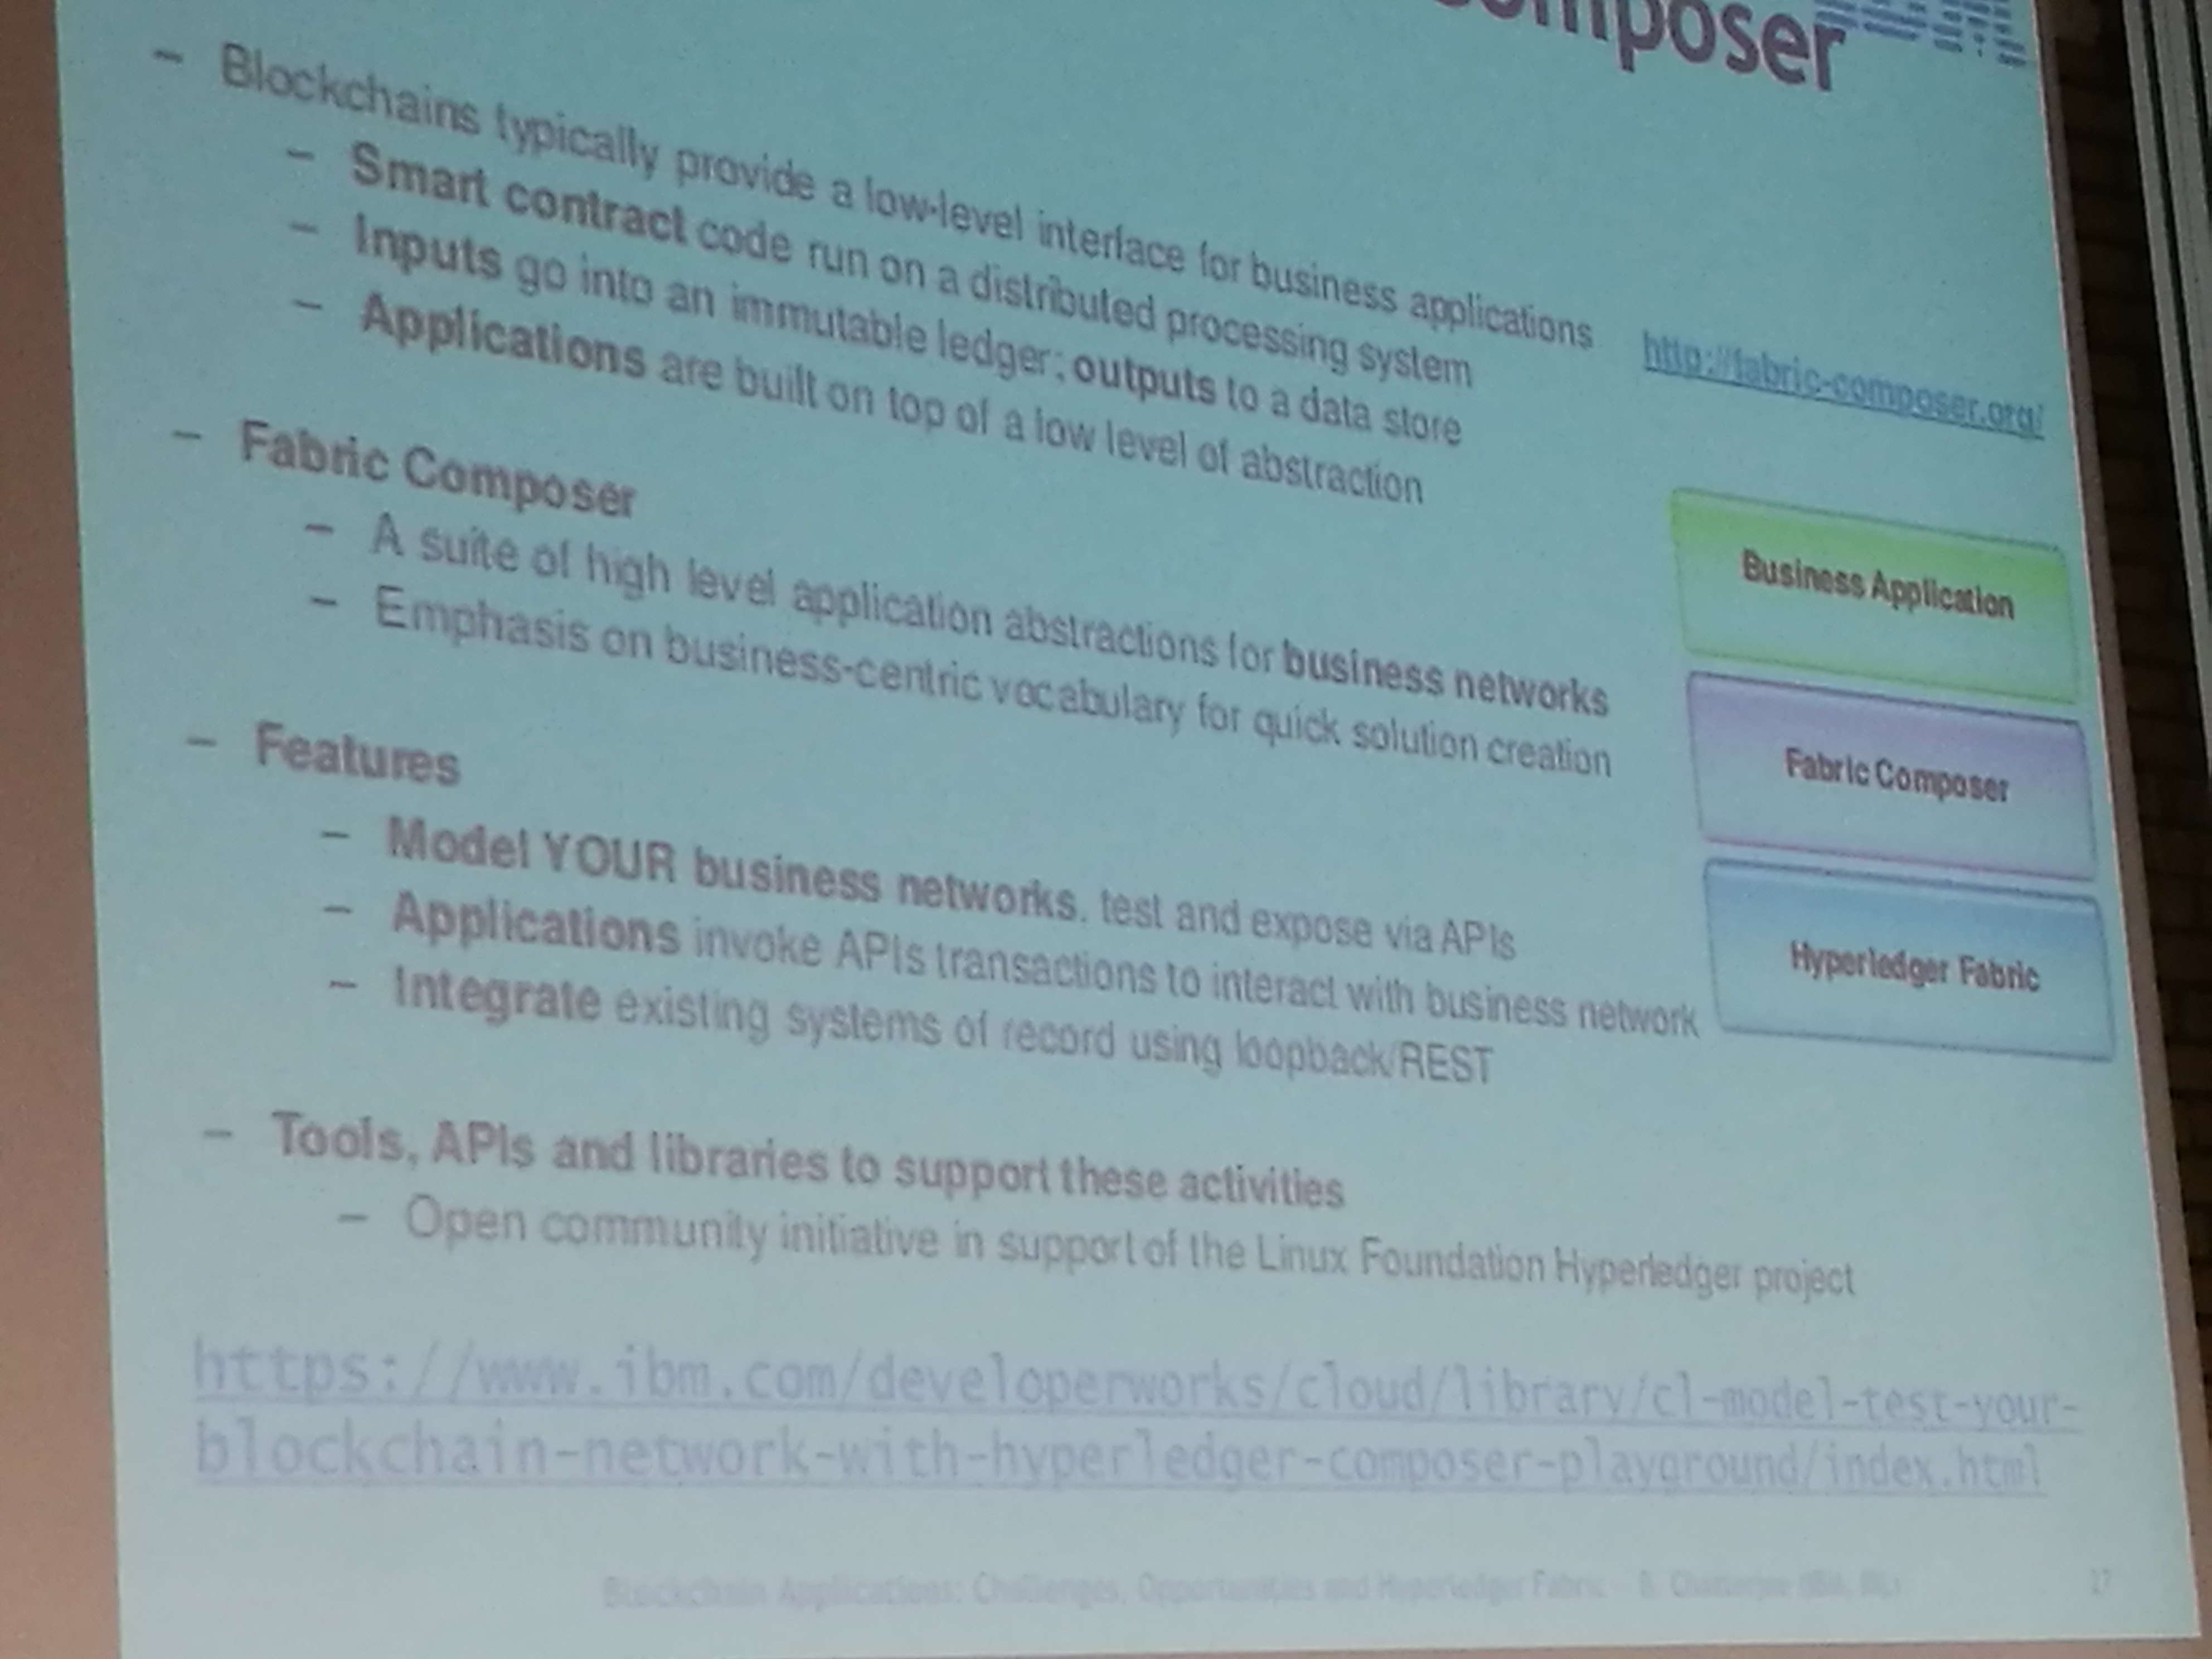 composer
– Blockchains typically provide a low-level interface for business applications
– Smart contract code run on a distributed processing system
– Inputs go into an immutable ledger; outputs to a data store
– Applications are built on top of a low level of abstraction
http://fabric-composer.org/
– Fabric Composer
– A suite of high level application abstractions for business networks
– Emphasis on business-centric vocabulary for quick solution creation
Business Application
Fabric Composer
Hyperledger Fabric
– Features
– Model YOUR business networks, test and expose via APIs
– Applications invoke APIs transactions to interact with business network
– Integrate existing systems of record using loopback/REST
– Tools, APIs and libraries to support these activities
– Open community initiative in support of the Linux Foundation Hyperledger project
https://www.ibm.com/developerworks/cloud/library/cl-model-test-your-
blockchain-network-with-hyperledger-composer-playground/index.html
Blockchain Applications: Challenges, Opportunities and Hyperledger Fabric